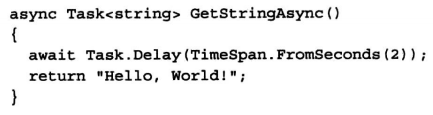 async Task<string> GetStringAsync()
{
  await Task.Delay(TimeSpan.FromSeconds(2));
  return "Hello, World!";
}